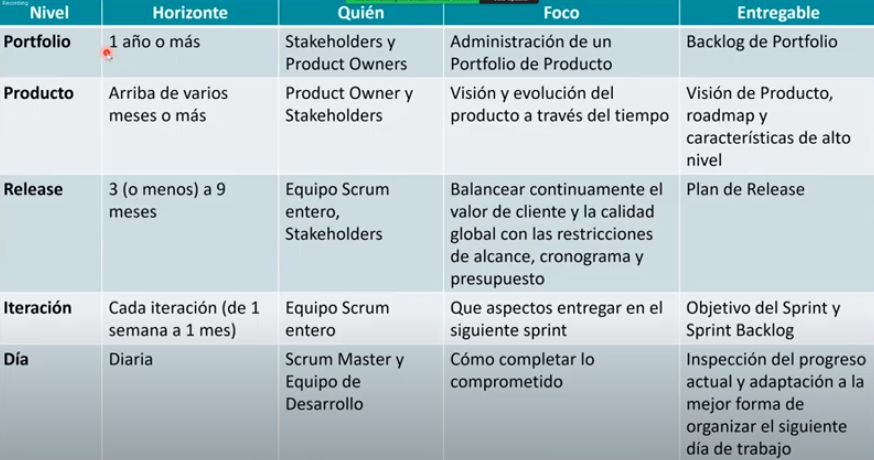 Recording
Nivel Horizonte Quién Foco Entregable
Portfolio 1 año o más Stakeholders y Administración de un Backlog de Portfolio
Product Owners Portfolio de Producto
Producto Arriba de varios Product Owner y Visión y evolución del Visión de Producto,
meses o más Stakeholders producto a través del tiempo roadmap y
características de alto
nivel
Release 3 (o menos) a 9 Equipo Scrum Balancear continuamente el Plan de Release
meses entero, valor de cliente y la calidad
Stakeholders global con las restricciones
de alcance, cronograma y
presupuesto
Iteración Cada iteración (de 1 Equipo Scrum Que aspectos entregar en el Objetivo del Sprint y
semana a 1 mes) entero siguiente sprint Sprint Backlog
Día Diaria Scrum Master y Cómo completar lo Inspección del progreso
Equipo de comprometido actual y adaptación a la
Desarrollo mejor forma de
organizar el siguiente
día de trabajo